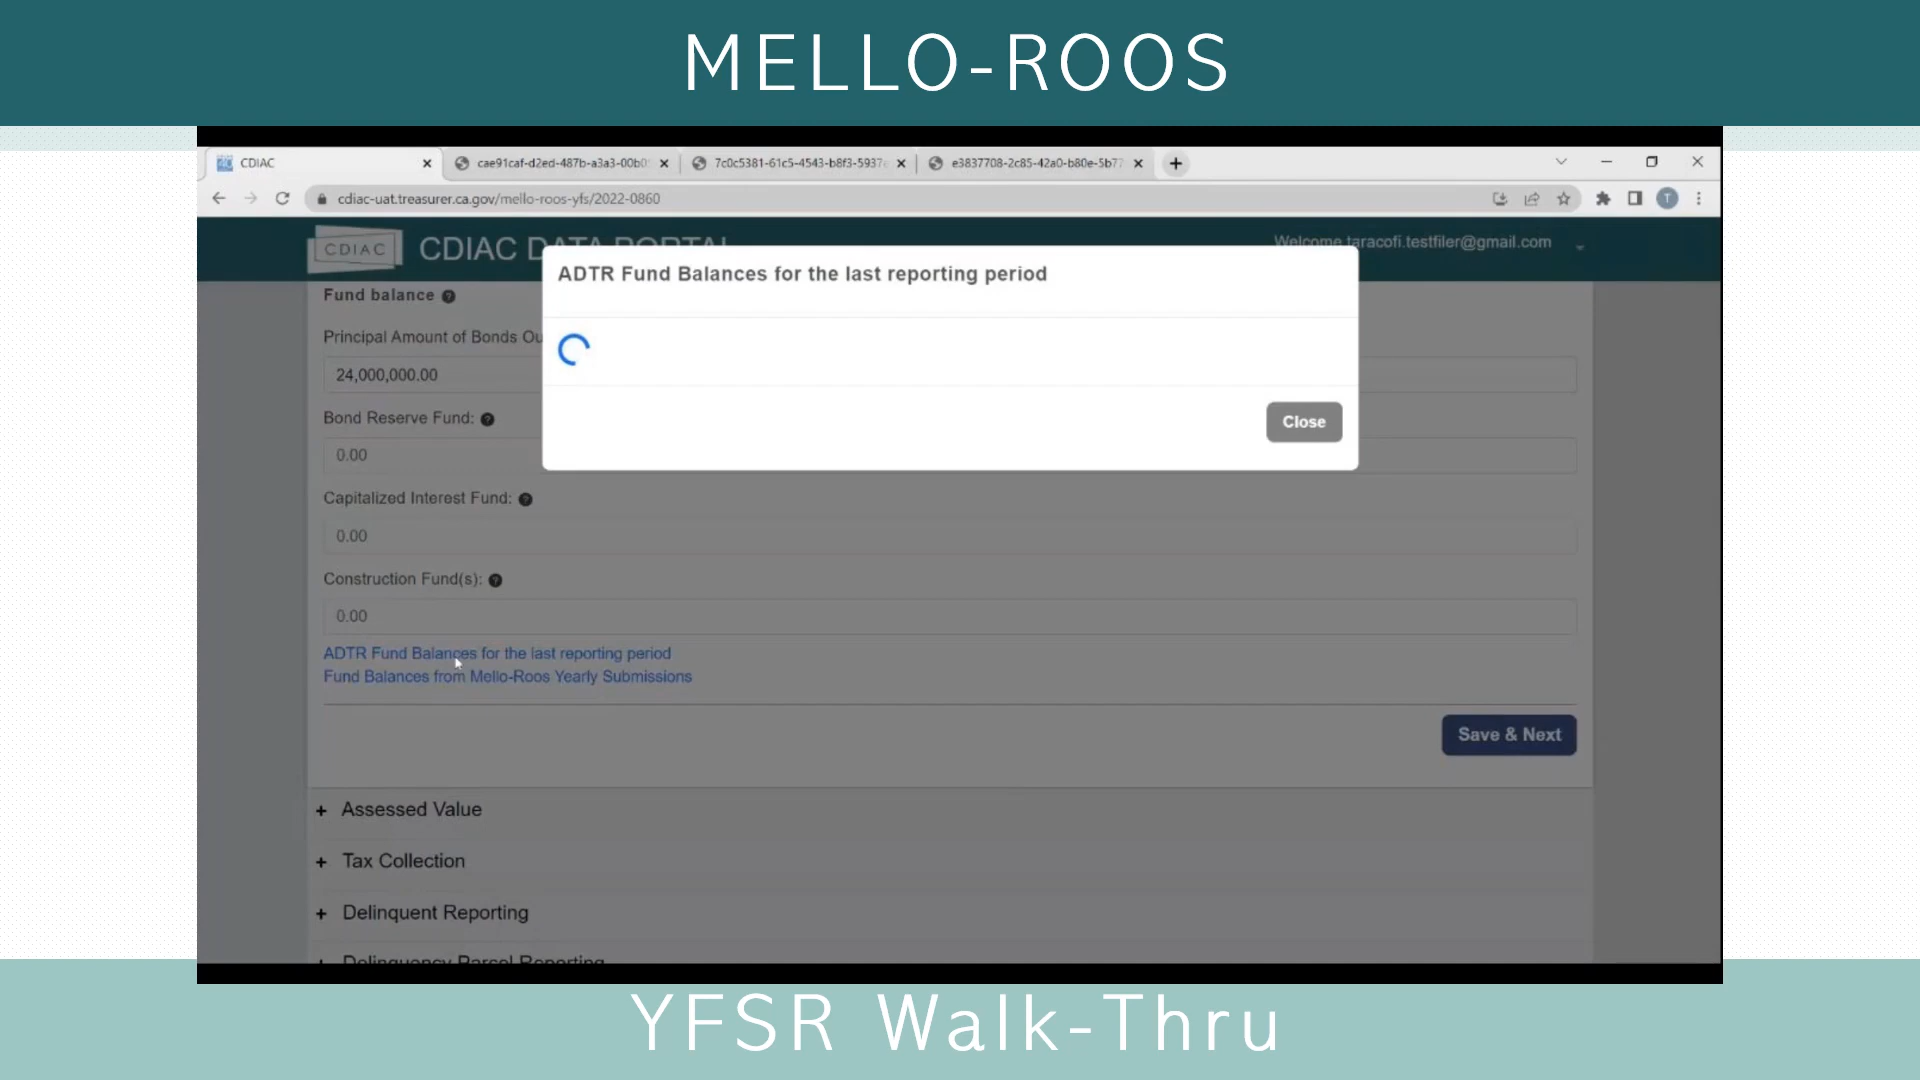 MELLO-ROOS
CDIAC
cae91caf-d2ed-487b-a3a3-00b0
7c0c5381-61c5-4543-b8f3-5937
e3837708-2c85-42a0-b80e-5b77
cdiac-uat.treasurer.ca.gov/mello-roos-yfs/2022-0860
T
CDIAC
CDIAC DATA PORTAL
Welcome taracofi.testfiler@gmail.com
ADTR Fund Balances for the last reporting period
Close
Fund balance
Principal Amount of Bonds Ou
24,000,000.00
Bond Reserve Fund:
0.00
Capitalized Interest Fund:
0.00
Construction Fund(s):
0.00
ADTR Fund Balances for the last reporting period
Fund Balances from Mello-Roos Yearly Submissions
Save & Next
+ Assessed Value
+ Tax Collection
+ Delinquent Reporting
+ Delinquency Parcel Reporting
YFSR Walk-Thru